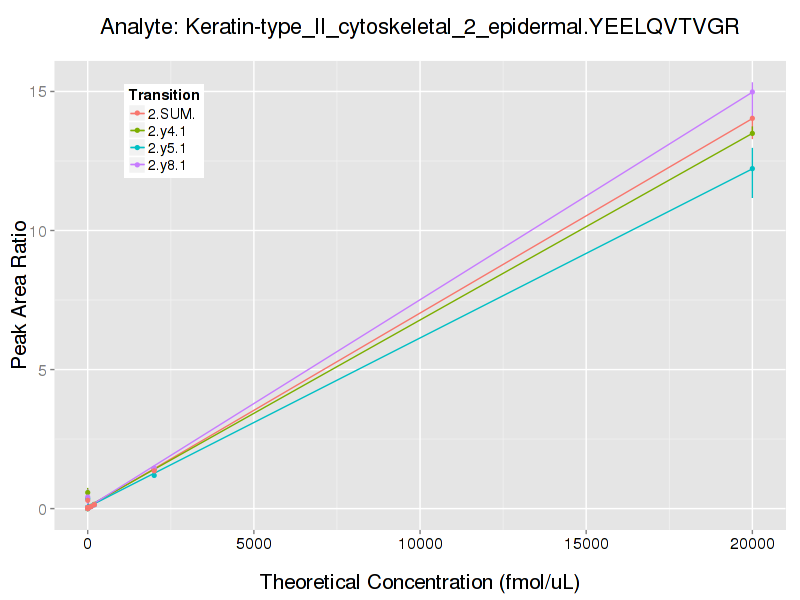 Analyte: Keratin-type_II_cytoskeletal_2_epidermal.YEELQVTVGR
Transition
2.SUM.
2.y4.1
2.y5.1
2.y8.1
15
10
5
0
Peak Area Ratio
0 5000 10000 15000 20000
Theoretical Concentration (fmol/uL)